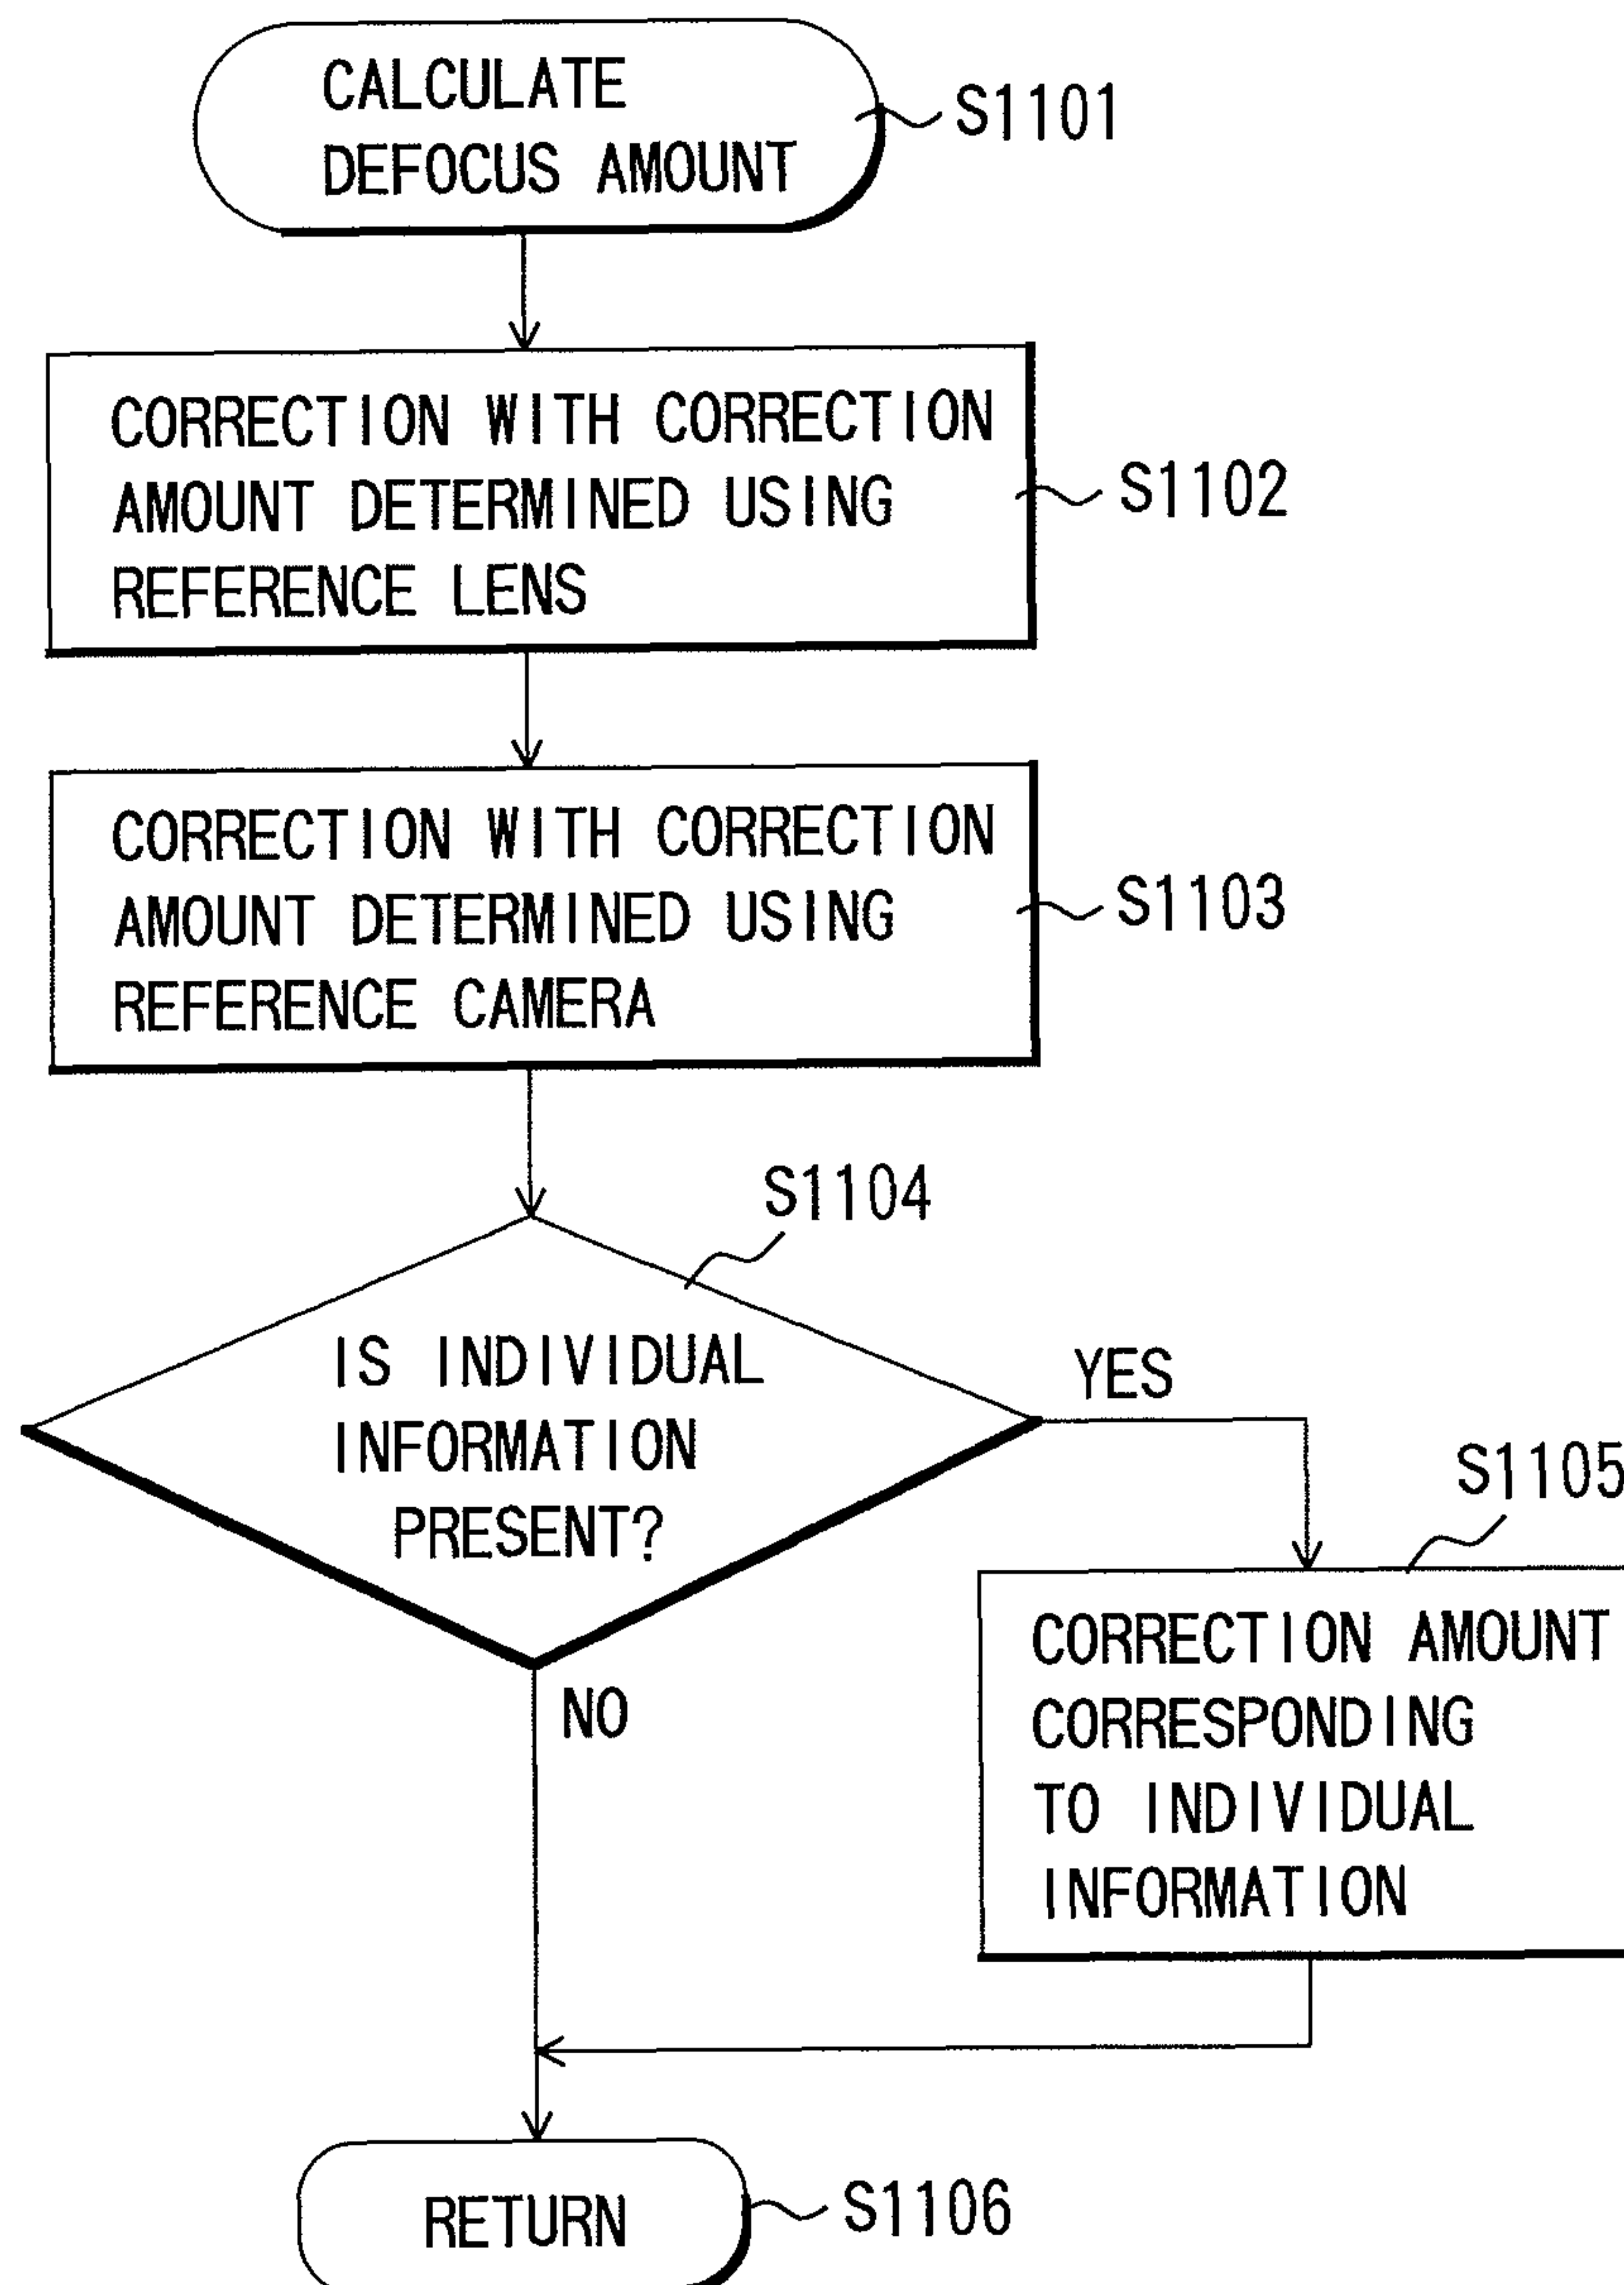 CALCULATE
DEFOCUS AMOUNT
S1101
CORRECTION WITH CORRECTION
AMOUNT DETERMINED USING
REFERENCE LENS
S1102
CORRECTION WITH CORRECTION
AMOUNT DETERMINED USING
REFERENCE CAMERA
S1103
S1104
IS INDIVIDUAL
INFORMATION
PRESENT?
YES
NO
S1105
CORRECTION AMOUNT
CORRESPONDING
TO INDIVIDUAL
INFORMATION
RETURN
S1106